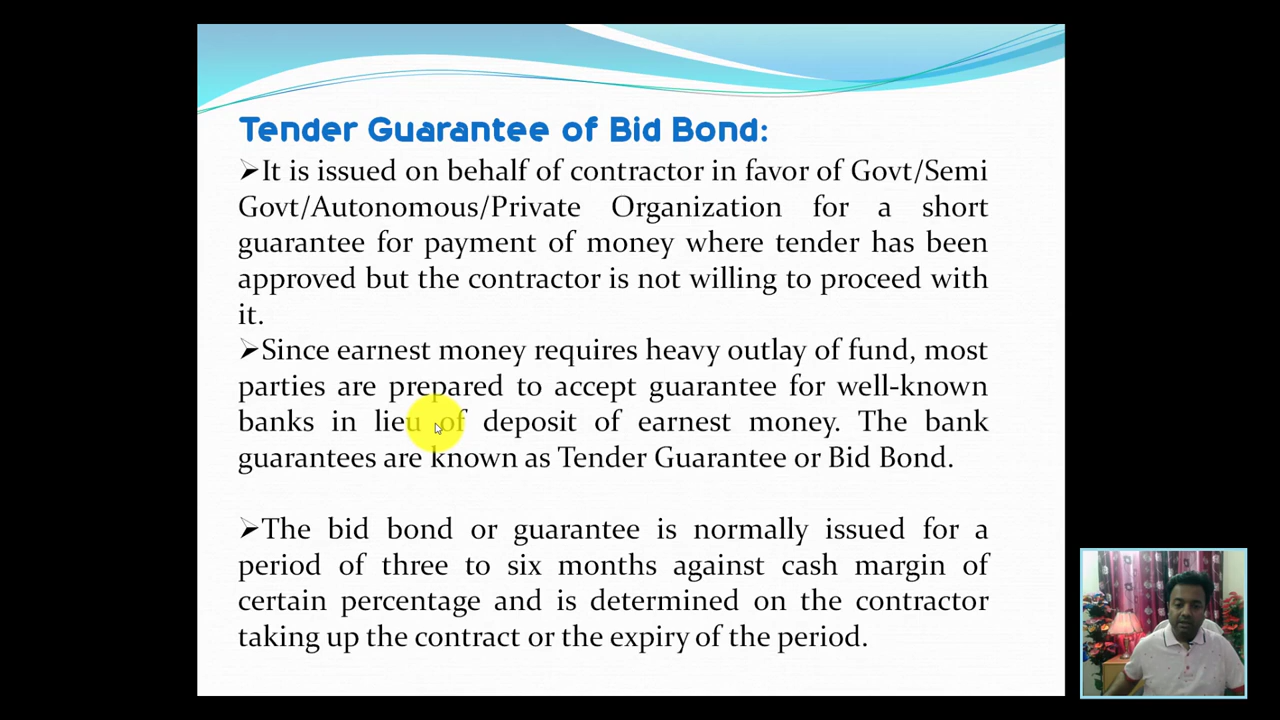 Tender Guarantee of Bid Bond:
➢It is issued on behalf of contractor in favor of Govt/Semi
Govt/Autonomous/Private Organization for a short
guarantee for payment of money where tender has been
approved but the contractor is not willing to proceed with
it.
➢Since earnest money requires heavy outlay of fund, most
parties are prepared to accept guarantee for well-known
banks in lieu of deposit of earnest money. The bank
guarantees are known as Tender Guarantee or Bid Bond.
➢The bid bond or guarantee is normally issued for a
period of three to six months against cash margin of
certain percentage and is determined on the contractor
taking up the contract or the expiry of the period.